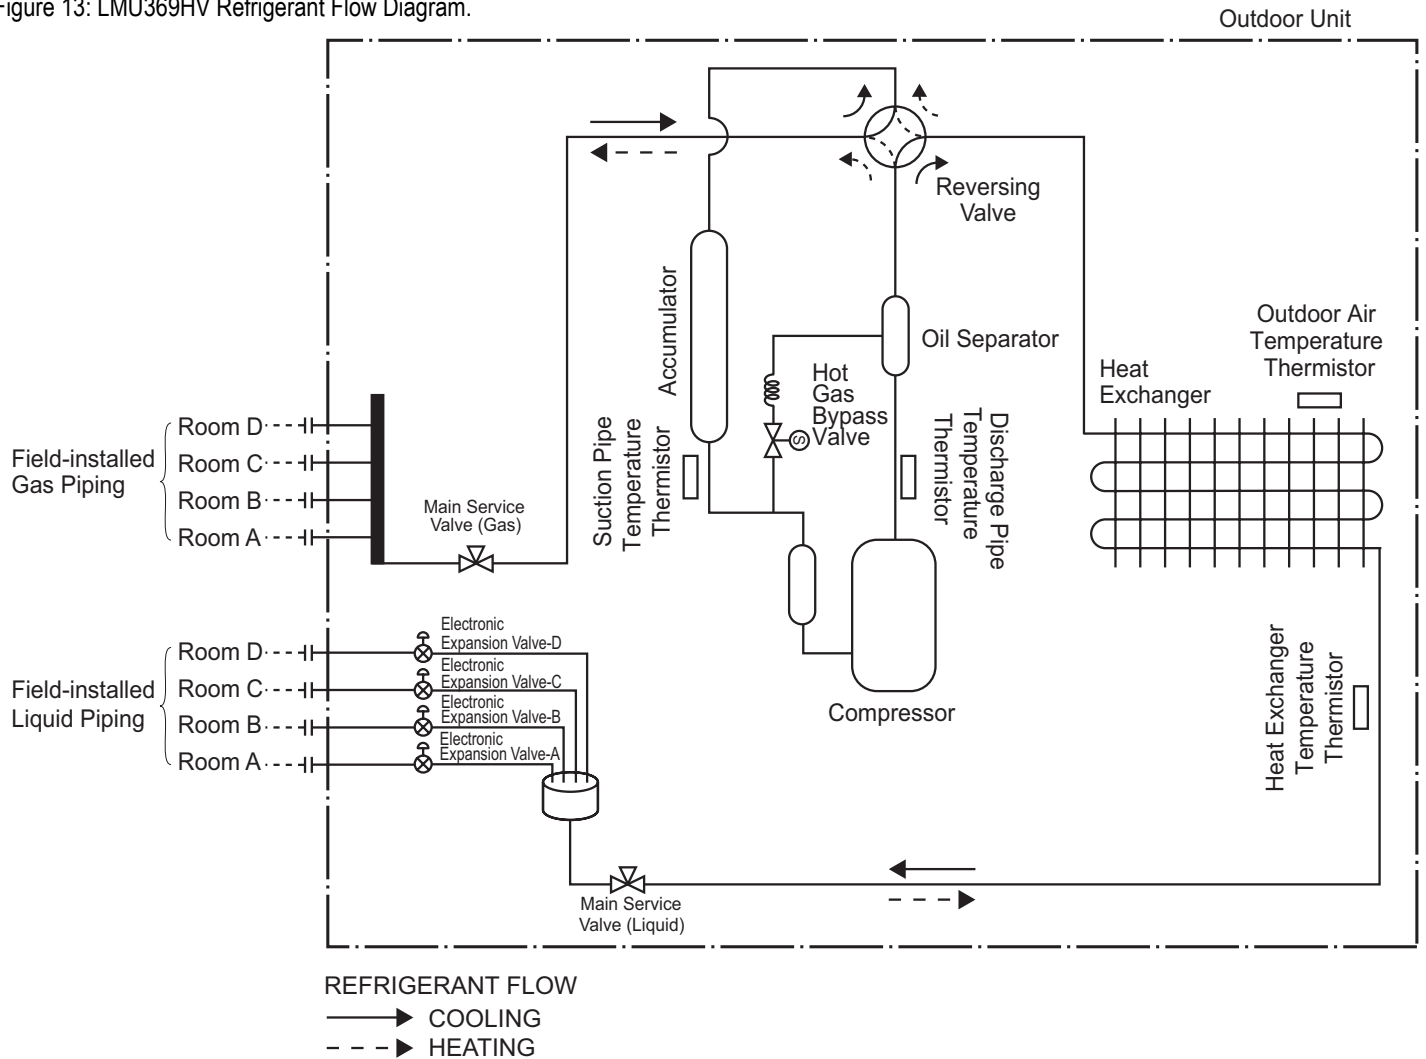 Figure 13: LMU369HV Refrigerant Flow Diagram.
Outdoor Unit
Reversing
Valve
Accumulator
Oil Separator
Hot
Gas
Bypass
Valve
S
Suction Pipe
Temperature
Thermistor
Discharge Pipe
Temperature
Thermistor
Compressor
Outdoor Air
Temperature
Thermistor
Heat
Exchanger
Heat Exchanger
Temperature
Thermistor
Field-installed
Gas Piping
Room D
Room C
Room B
Room A
Main Service
Valve (Gas)
Field-installed
Liquid Piping
Room D
Room C
Room B
Room A
Electronic
Expansion Valve-D
Electronic
Expansion Valve-C
Electronic
Expansion Valve-B
Electronic
Expansion Valve-A
Main Service
Valve (Liquid)
REFRIGERANT FLOW
COOLING
HEATING